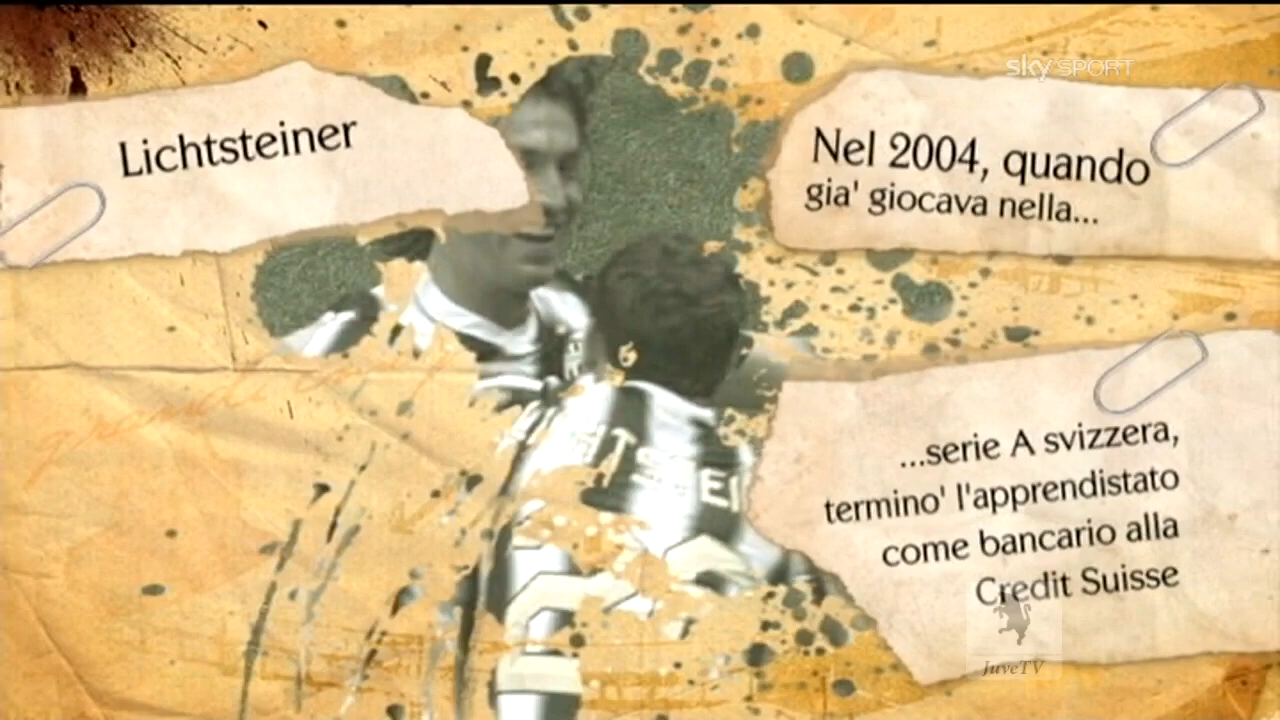 sky SPORT
Lichtsteiner
Nel 2004, quando
gia' giocava nella...
...serie A svizzera,
termino' l'apprendistato
come bancario alla
Credit Suisse
JuveTV